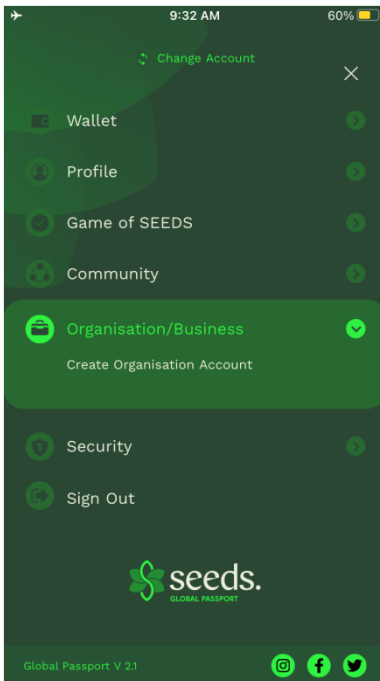 9:32 AM
60%
Change Account
Wallet
Profile
Game of SEEDS
Community
Organisation/Business
Create Organisation Account
Security
Sign Out
seeds.
GLOBAL PASSPORT
Global Passport V 2.1